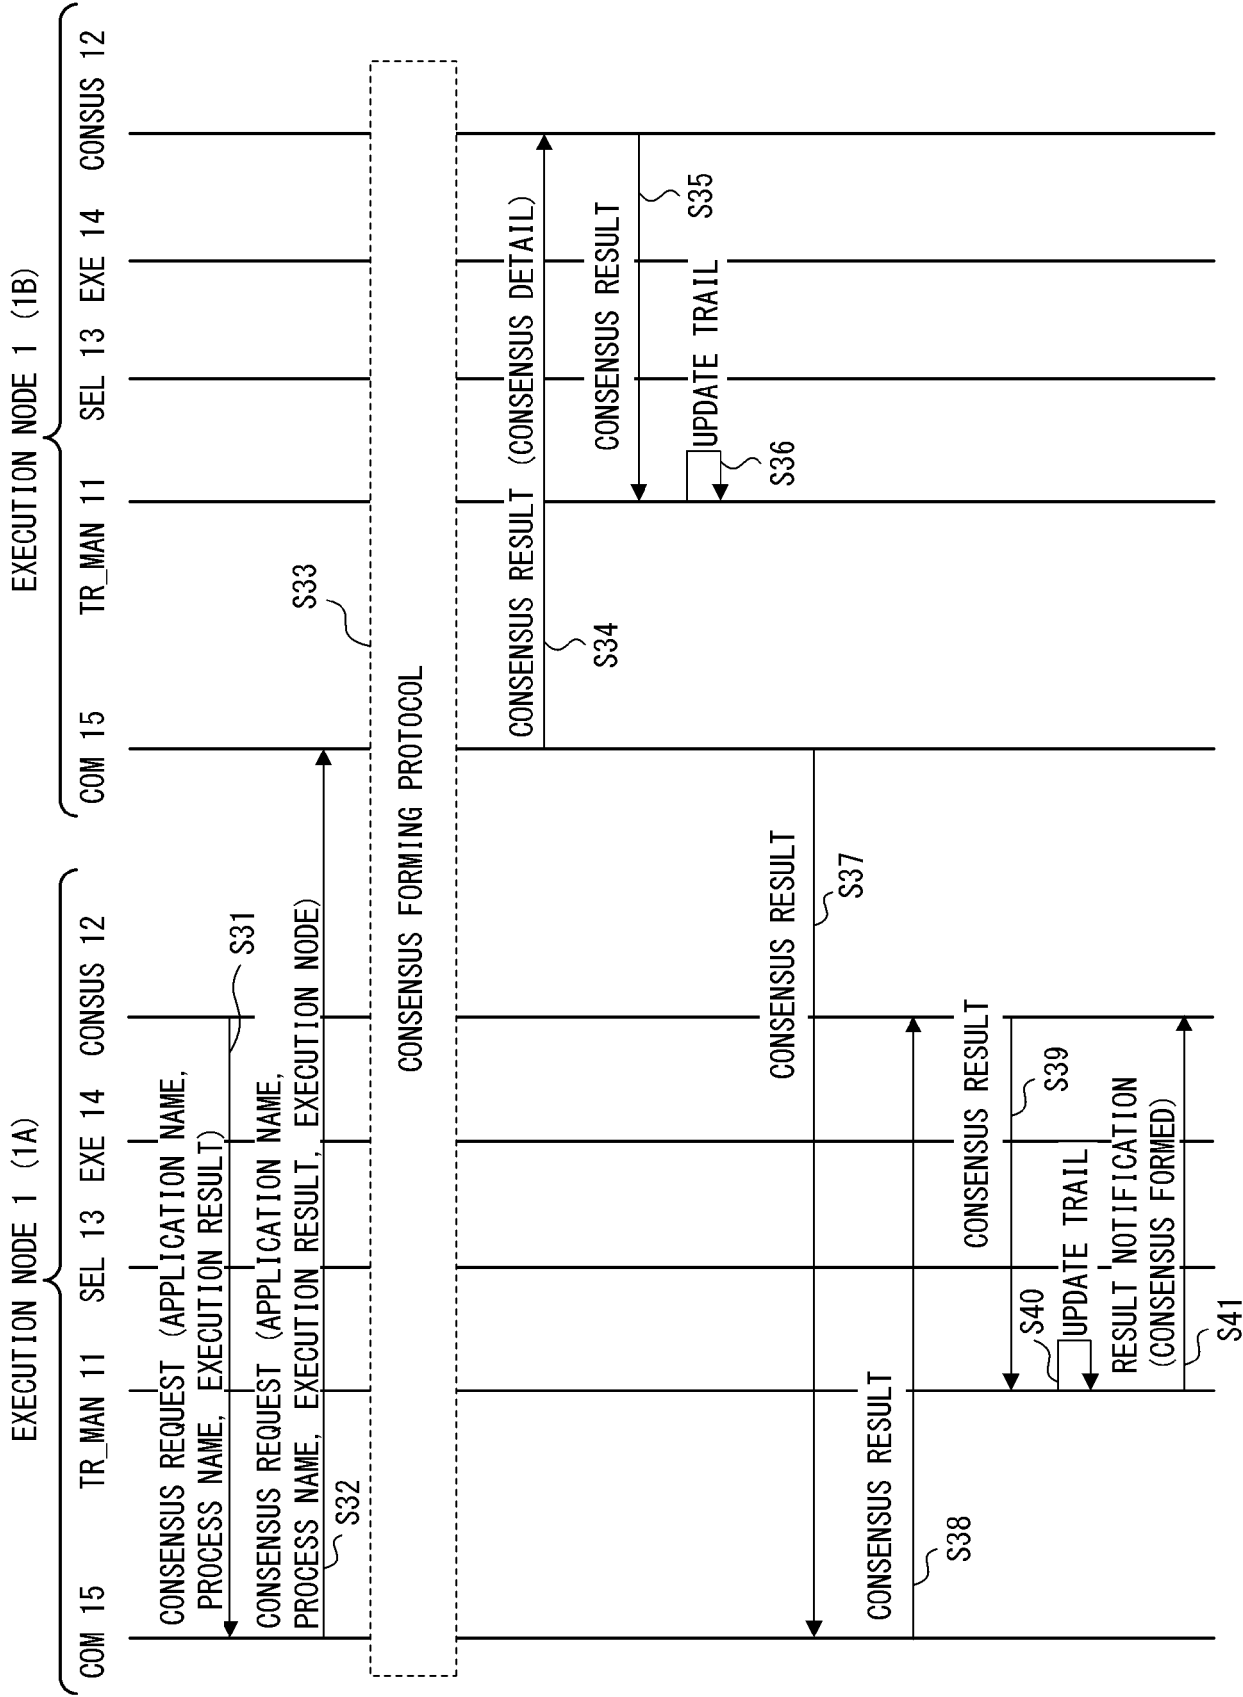 EXECUTION NODE 1 (1A)
EXECUTION NODE 1 (1B)
COM 15
TR_MAN 11
SEL 13
EXE 14
CONSUS 12
COM 15
TR_MAN 11
SEL 13
EXE 14
CONSUS 12
CONSENSUS REQUEST (APPLICATION NAME,
PROCESS NAME, EXECUTION RESULT)
S31
CONSENSUS REQUEST (APPLICATION NAME,
PROCESS NAME, EXECUTION RESULT, EXECUTION NODE)
S32
S33
CONSENSUS FORMING PROTOCOL
CONSENSUS RESULT (CONSENSUS DETAIL)
S34
CONSENSUS RESULT
S35
UPDATE TRAIL
S36
CONSENSUS RESULT
S37
CONSENSUS RESULT
S38
CONSENSUS RESULT
S39
S40
UPDATE TRAIL
RESULT NOTIFICATION
(CONSENSUS FORMED)
S41